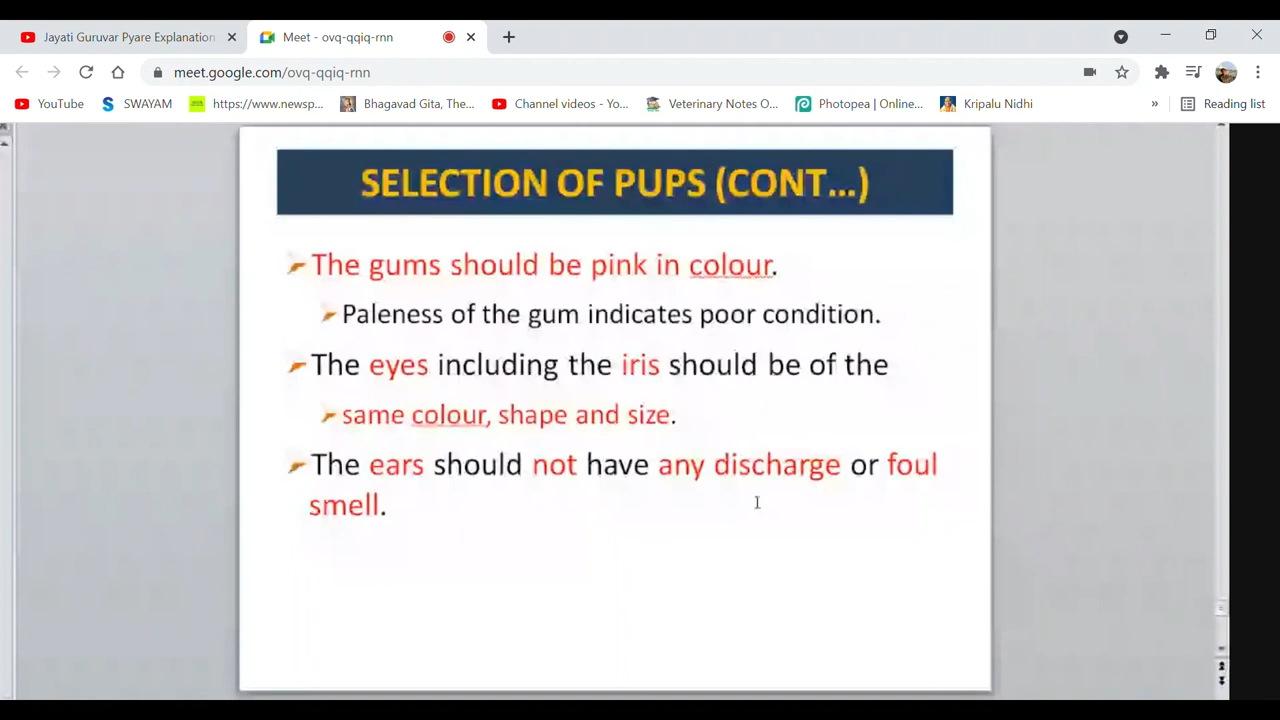 Jayati Guruvar Pyare Explanation
Meet - ovq-qqiq-rnn
meet.google.com/ovq-qqiq-rnn
YouTube
SWAYAM
https://www.newsp...
Bhagavad Gita, The...
Channel videos - Yo...
Veterinary Notes O...
Photopea | Online...
Kripalu Nidhi
»
Reading list
SELECTION OF PUPS (CONT...)
The gums should be pink in colour.
Paleness of the gum indicates poor condition.
The eyes including the iris should be of the
same colour, shape and size.
The ears should not have any discharge or foul
smell.